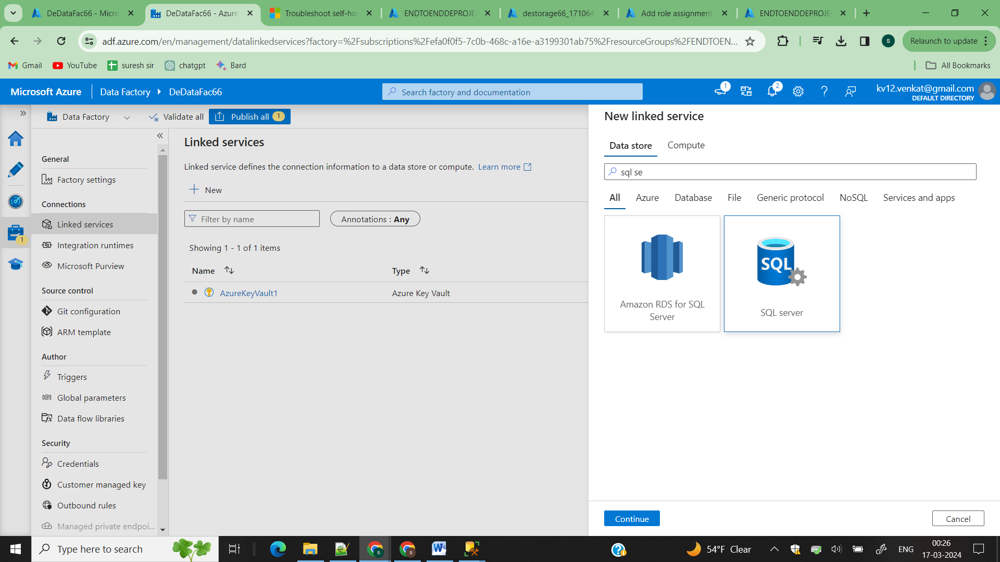 DeDataFac66 - Micro
DeDataFac66 - Azure
Troubleshoot self-hos
ENDTOENDDEPROJE
destorage66_171064
Add role assignment
ENDTOENDDEPROJE
adf.azure.com/en/management/datalinkedservices?factory=%2Fsubscriptions%2Fefa0f0f5-7c0b-468c-a16e-a3199301ab75%2FresourceGroups%2FENDTOEN...
s
Relaunch to update
Gmail
YouTube
suresh sir
chatgpt
Bard
All Bookmarks
Microsoft Azure
Data Factory
DeDataFac66
Search factory and documentation
1
2
kv12.venkat@gmail.com
DEFAULT DIRECTORY
Data Factory
Validate all
Publish all 1
General
Factory settings
Connections
Linked services
1
Integration runtimes
Microsoft Purview
Source control
Git configuration
ARM template
Author
Triggers
Global parameters
Data flow libraries
Security
Credentials
Customer managed key
Outbound rules
Managed private endpoi...
Linked services
Linked service defines the connection information to a data store or compute. Learn more
New
Filter by name
Annotations : Any
Showing 1 - 1 of 1 items
Name
Type
AzureKeyVault1
Azure Key Vault
New linked service
Data store
Compute
sql se
All
Azure
Database
File
Generic protocol
NoSQL
Services and apps
Amazon RDS for SQL
Server
SQL
SQL server
Continue
Cancel
Type here to search
54°F Clear
ENG
00:26
17-03-2024